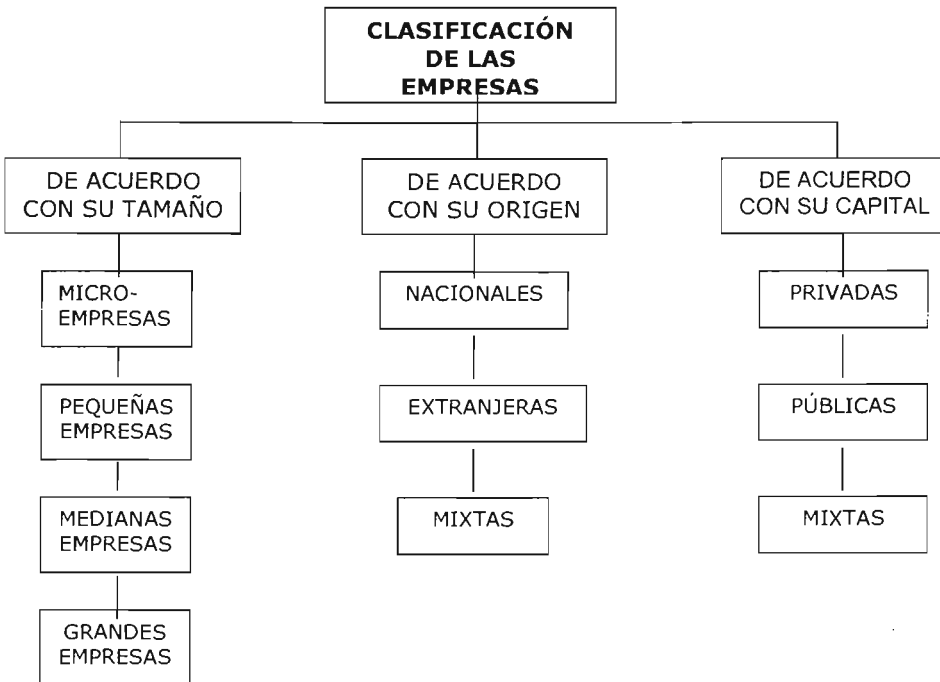 CLASIFICACIÓN
DE LAS
EMPRESAS
DE ACUERDO
CON SU TAMAÑO
MICRO-
EMPRESAS
PEQUEÑAS
EMPRESAS
MEDIANAS
EMPRESAS
GRANDES
EMPRESAS
DE ACUERDO
CON SU ORIGEN
NACIONALES
EXTRANJERAS
MIXTAS
DE ACUERDO
CON SU CAPITAL
PRIVADAS
PÚBLICAS
MIXTAS